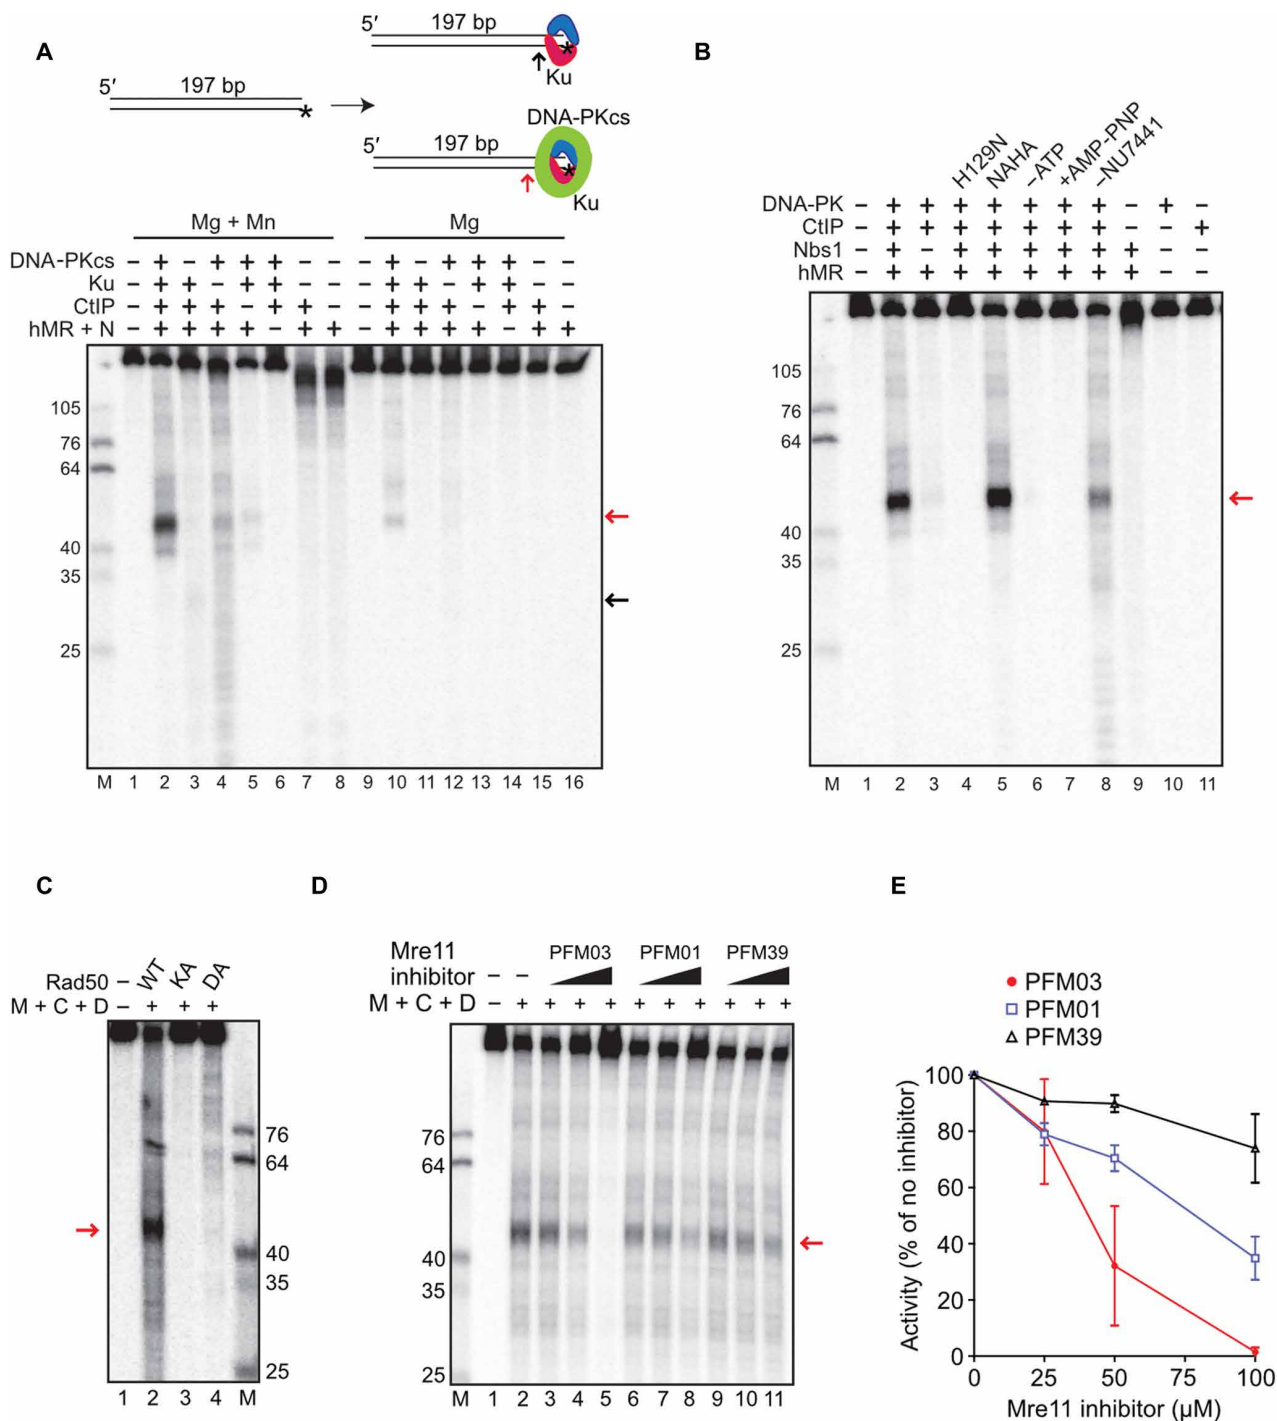 A
5′ 197 bp *
5′ 197 bp *
Ku
DNA-PKcs
5′ 197 bp *
Ku
Mg + Mn Mg
DNA-PKcs – + – + + + – – – + – + + + – –
Ku – + + – + + – – – + + – + + – –
CtIP – + + + – + + – – + + + – + + –
hMR + N – + + + + – + + – + + + + – + +
105
76
64
40
35
25
M 1 2 3 4 5 6 7 8 9 10 11 12 13 14 15 16
B
H129N NAHA –ATP +AMP-PNP –NU7441
DNA-PK – + + + + + + + – + –
CtIP – + + + + + + + – – +
Nbs1 – + – + + + + + + – –
hMR – + + + + + + + + – –
105
76
64
40
35
25
M 1 2 3 4 5 6 7 8 9 10 11
C
Rad50 – WT KA DA
M + C + D – + + +
76
64
40
35
25
1 2 3 4 M
D
Mre11
inhibitor – – PFM03 PFM01 PFM39
M + C + D – + + + + + + + + + +
76
64
40
35
25
M 1 2 3 4 5 6 7 8 9 10 11
E
PFM03
PFM01
PFM39
Activity (% of no inhibitor)
100
80
60
40
20
0
0 25 50 75 100
Mre11 inhibitor (μM)